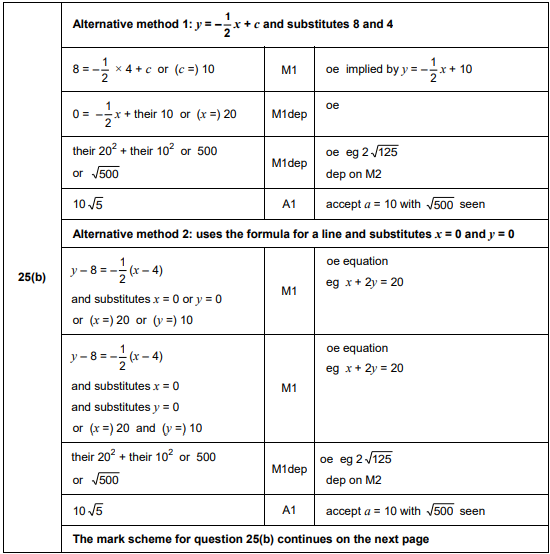 Alternative method 1: y = – 1/2 x + c and substitutes 8 and 4
8 = – 1/2 × 4 + c or (c =) 10
M1
oe implied by y = – 1/2 x + 10
0 = – 1/2 x + their 10 or (x =) 20
M1dep
oe
their 20² + their 10² or 500
or √500
M1dep
oe eg 2√125
dep on M2
10√5
A1
accept a = 10 with √500 seen
Alternative method 2: uses the formula for a line and substitutes x = 0 and y = 0
25(b)
y – 8 = – 1/2 (x – 4)
and substitutes x = 0 or y = 0
or (x =) 20 or (y =) 10
M1
oe equation
eg x + 2y = 20
y – 8 = – 1/2 (x – 4)
and substitutes x = 0
and substitutes y = 0
or (x =) 20 and (y =) 10
M1
oe equation
eg x + 2y = 20
their 20² + their 10² or 500
or √500
M1dep
oe eg 2√125
dep on M2
10√5
A1
accept a = 10 with √500 seen
The mark scheme for question 25(b) continues on the next page